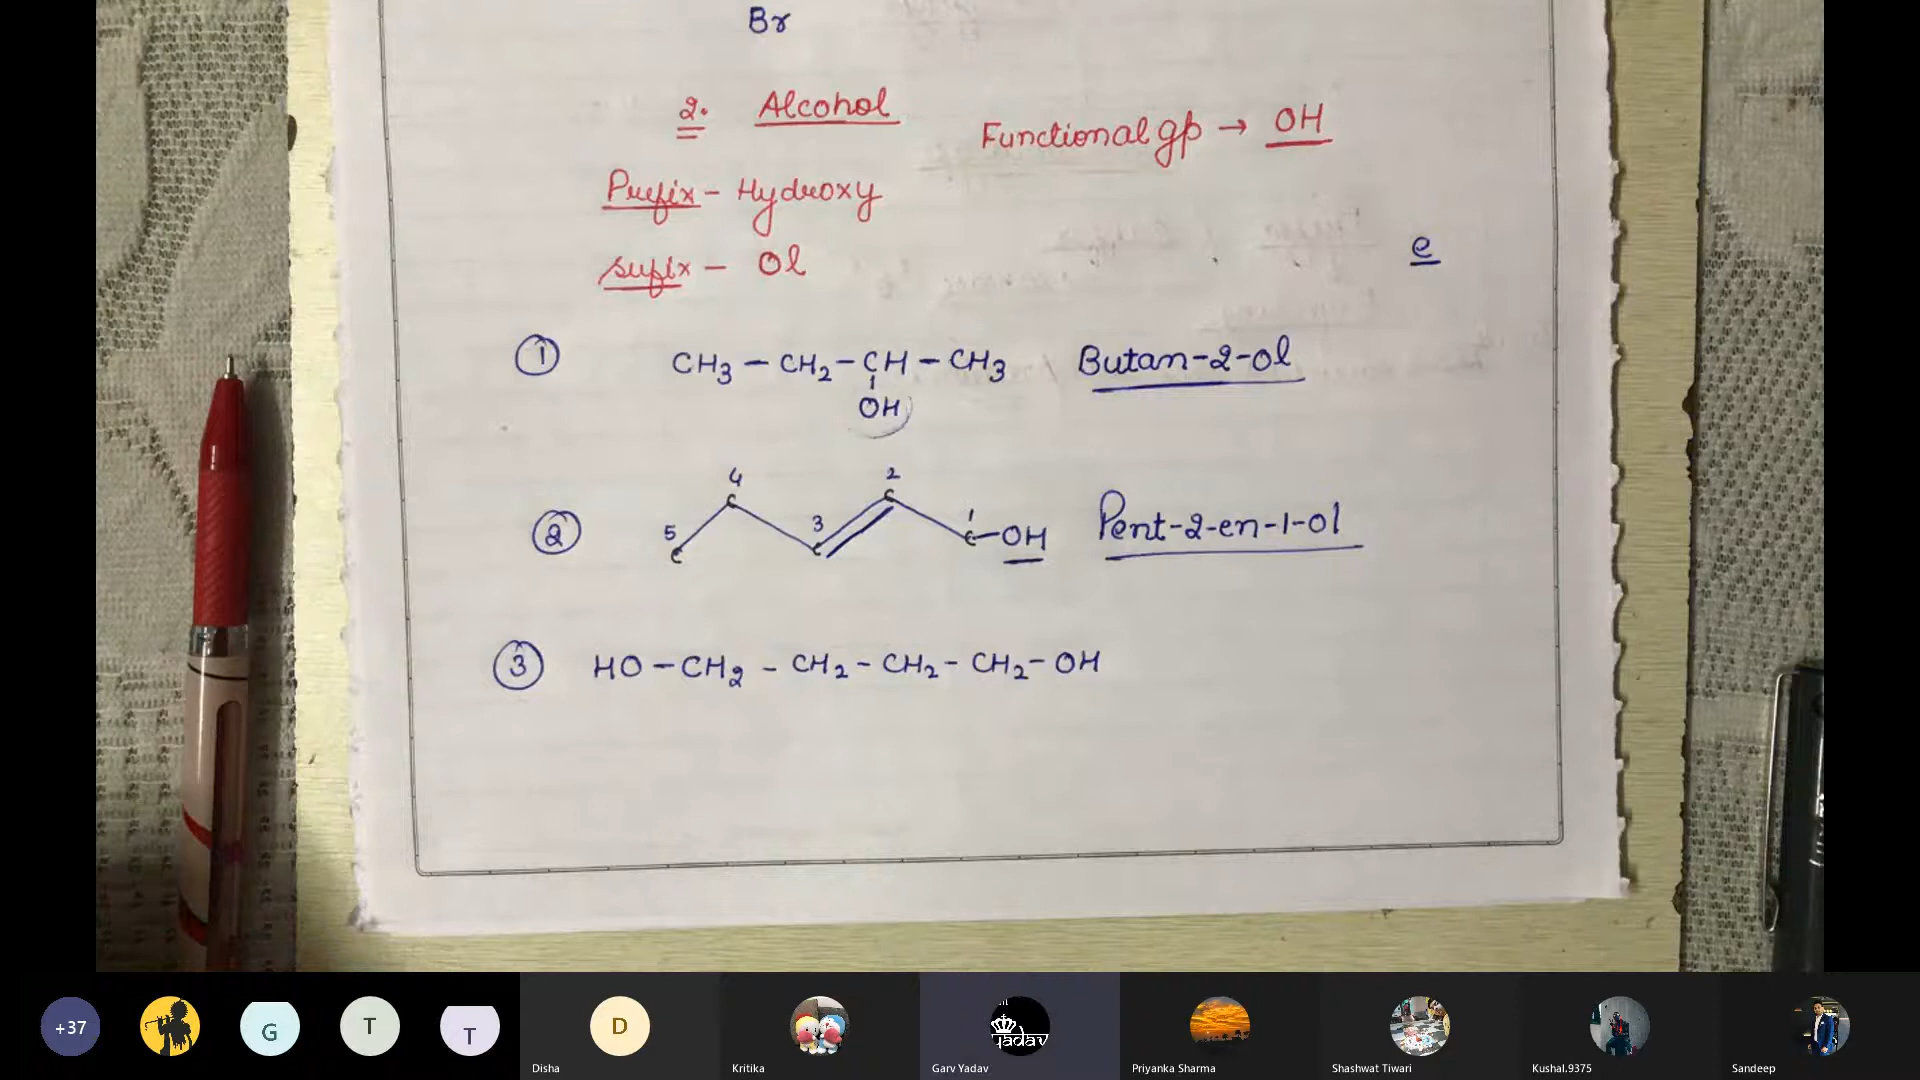 Br
2. Alcohol
Functional gp → OH
Prefix - Hydroxy
e
sufix - Ol
① CH3 - CH2 - CH - CH3 Butan-2-Ol
OH
4 2
5 3 1
② C C C C C-OH Pent-2-en-1-Ol
③ HO - CH2 - CH2 - CH2 - CH2 - OH
+37
G
T
T
D
yadav
Disha
Kritika
Garv Yadav
Priyanka Sharma
Shashwat Tiwari
Kushal.9375
Sandeep